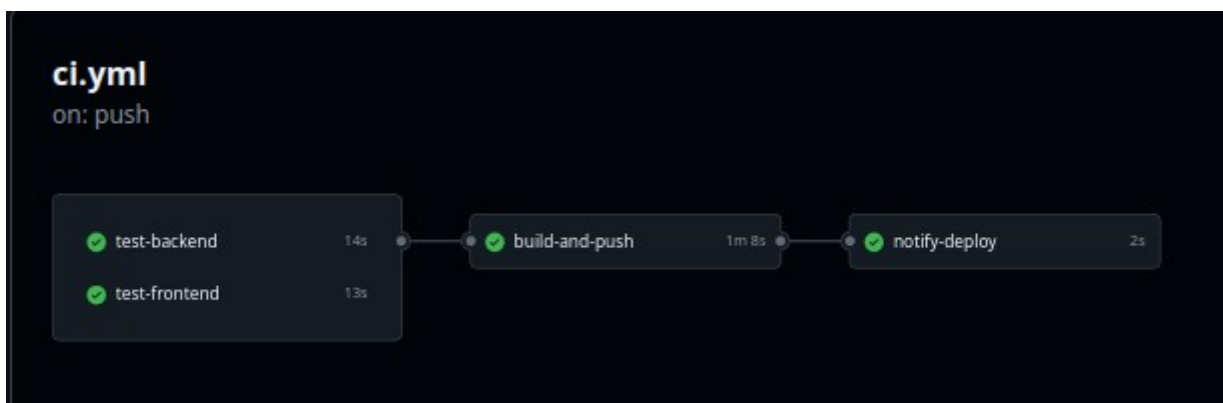 ci.yml
on: push
test-backend 14s
test-frontend 13s
build-and-push 1m 8s
notify-deploy 2s